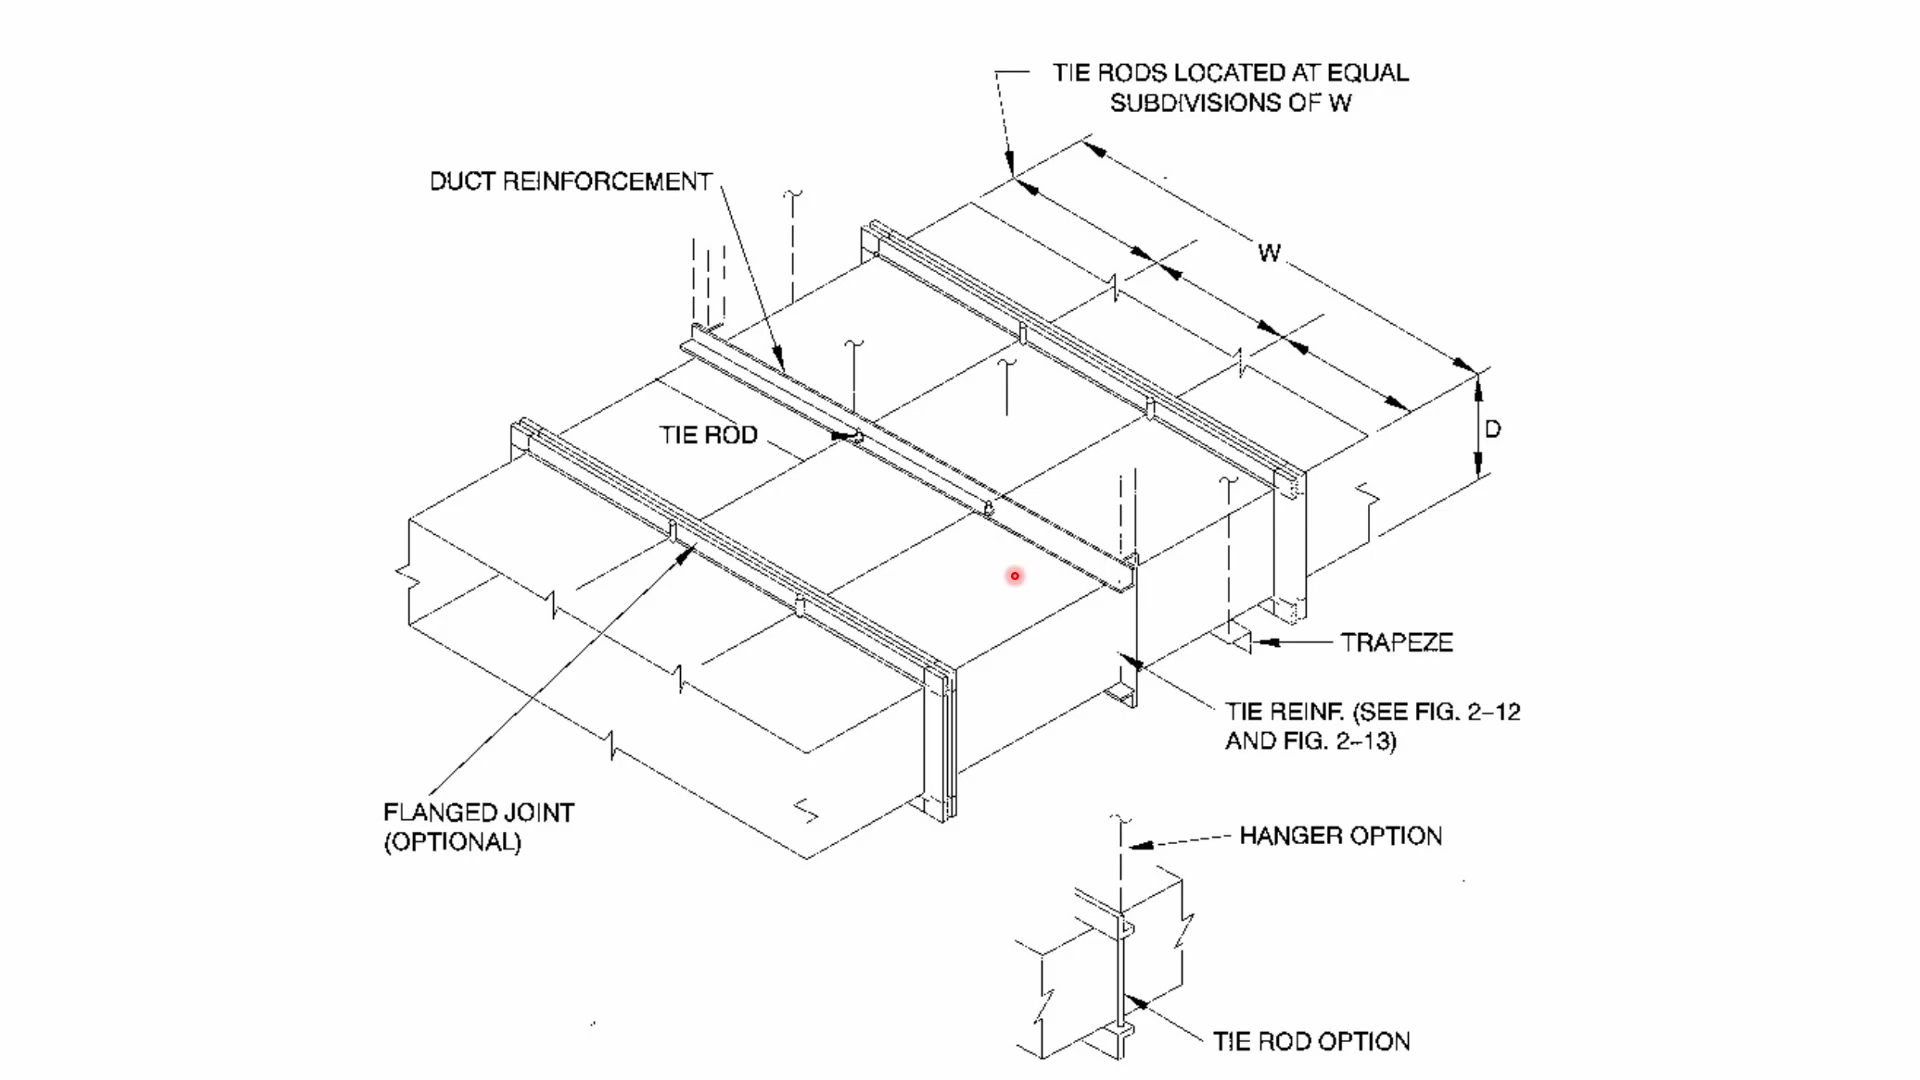 TIE RODS LOCATED AT EQUAL
SUBDIVISIONS OF W
DUCT REINFORCEMENT
W
TIE ROD
D
TRAPEZE
TIE REINF. (SEE FIG. 2-12
AND FIG. 2-13)
FLANGED JOINT
(OPTIONAL)
HANGER OPTION
TIE ROD OPTION